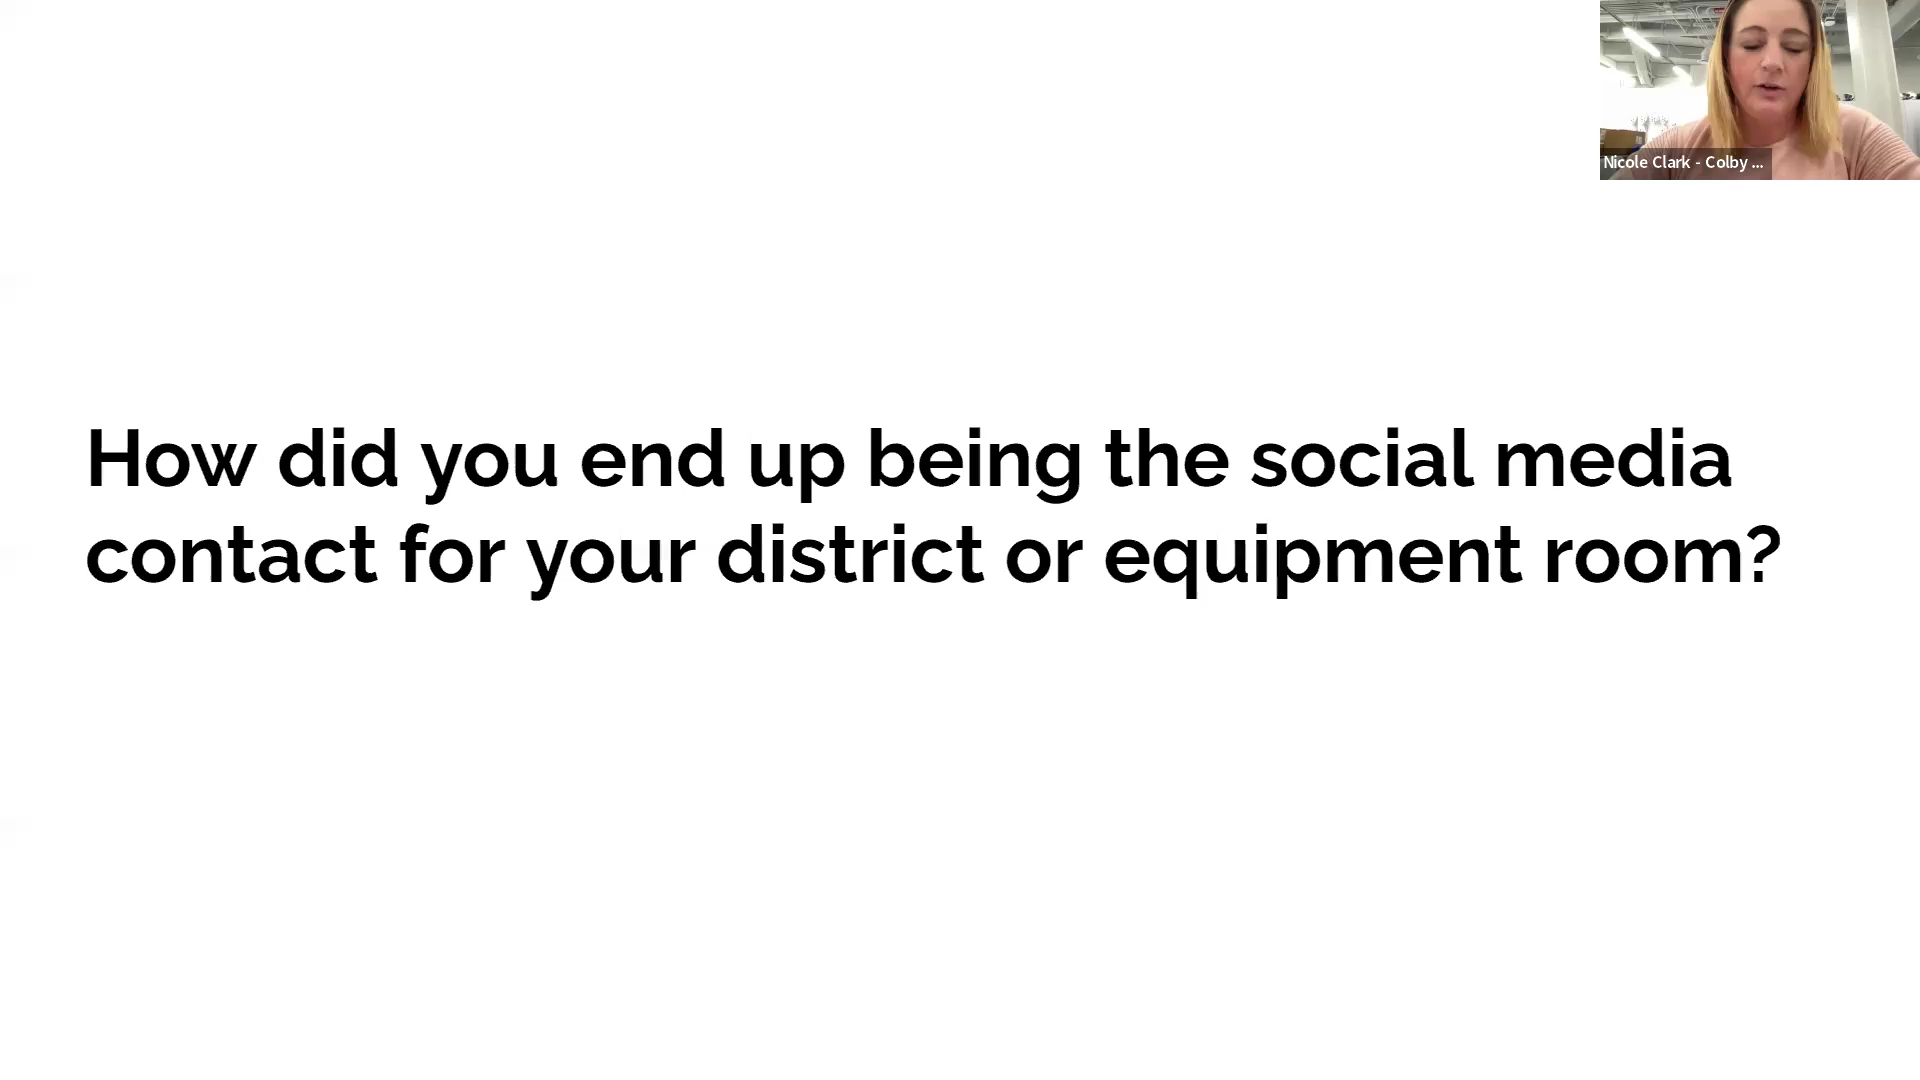 Nicole Clark - Colby ...
How did you end up being the social media
contact for your district or equipment room?